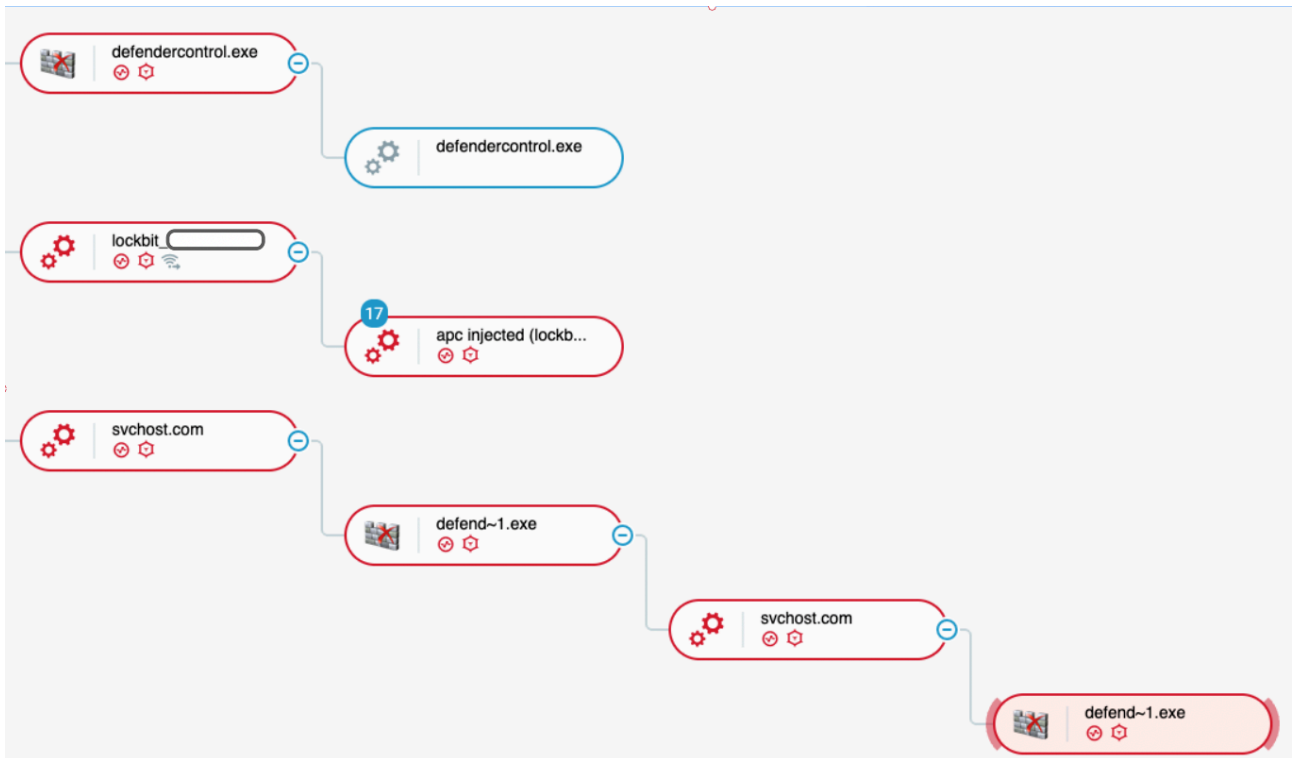 defendercontrol.exe
defendercontrol.exe
lockbit_
17
apc injected (lockb...
svchost.com
defend~1.exe
svchost.com
defend~1.exe